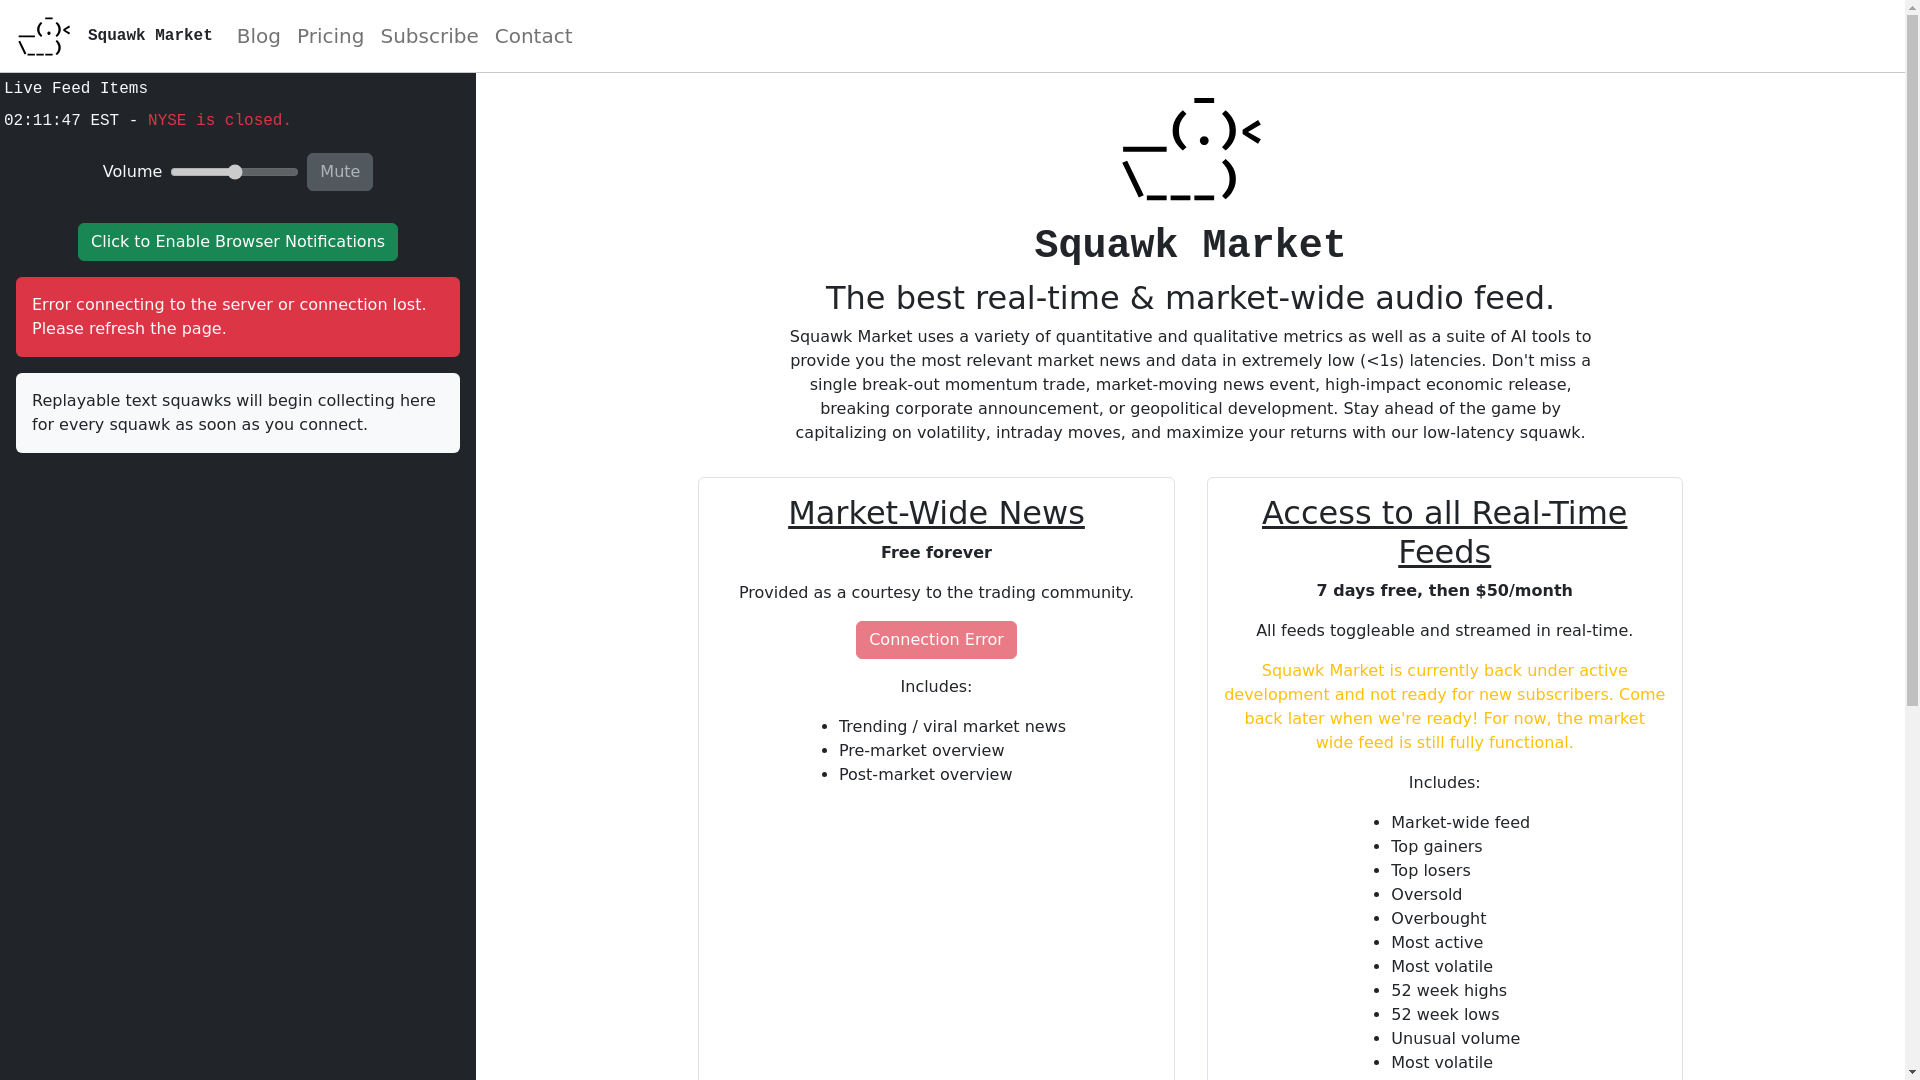 Squawk Market
Blog
Pricing
Subscribe
Contact
Live Feed Items
02:11:47 EST - NYSE is closed.
Volume
Mute
Click to Enable Browser Notifications
Error connecting to the server or connection lost.
Please refresh the page.
Replayable text squawks will begin collecting here
for every squawk as soon as you connect.
Squawk Market
The best real-time & market-wide audio feed.
Squawk Market uses a variety of quantitative and qualitative metrics as well as a suite of AI tools to
provide you the most relevant market news and data in extremely low (<1s) latencies. Don't miss a
single break-out momentum trade, market-moving news event, high-impact economic release,
breaking corporate announcement, or geopolitical development. Stay ahead of the game by
capitalizing on volatility, intraday moves, and maximize your returns with our low-latency squawk.
Market-Wide News
Free forever
Provided as a courtesy to the trading community.
Connection Error
Includes:
Trending / viral market news
Pre-market overview
Post-market overview
Access to all Real-Time
Feeds
7 days free, then $50/month
All feeds toggleable and streamed in real-time.
Squawk Market is currently back under active
development and not ready for new subscribers. Come
back later when we're ready! For now, the market
wide feed is still fully functional.
Includes:
Market-wide feed
Top gainers
Top losers
Oversold
Overbought
Most active
Most volatile
52 week highs
52 week lows
Unusual volume
Most volatile